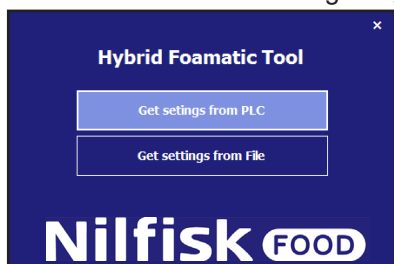 ×
Hybrid Foamatic Tool
Get setings from PLC
Get settings from File
Nilfisk FOOD